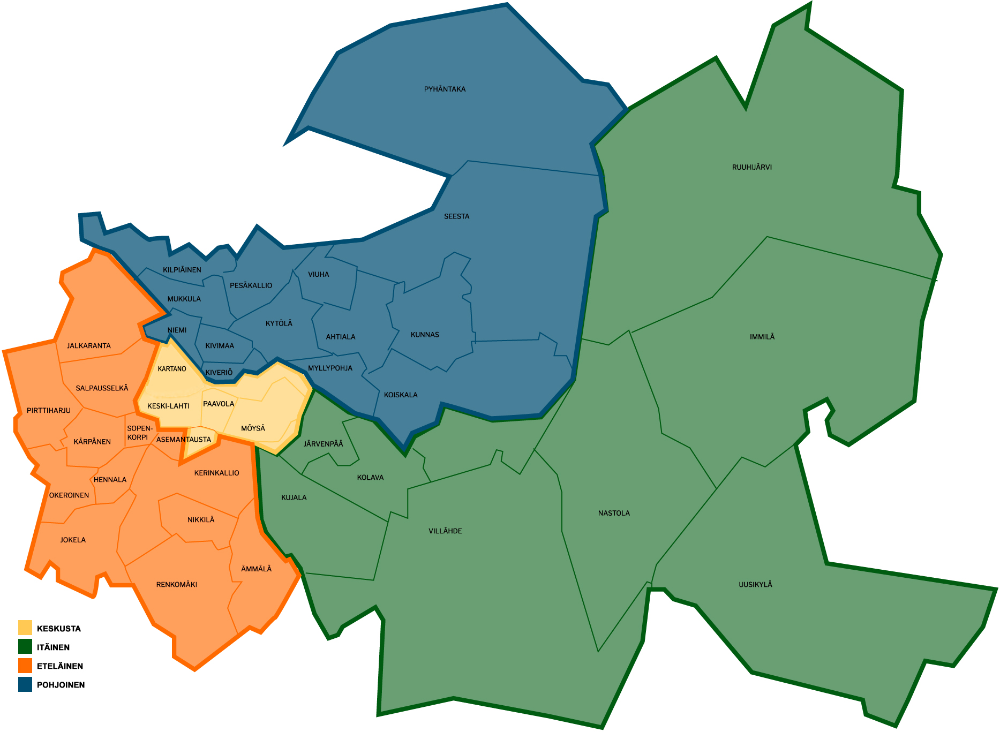 PYHÄNTAKA
RUUHIJÄRVI
SEESTA
KILPIÄINEN
VIUHA
PESÄKALLIO
MUKKULA
KYTÖLÄ
NIEMI
AHTIALA
KUNNAS
IMMILÄ
JALKARANTA
KIVIMAA
KARTANO
KIVERIÖ
MYLLYPOHJA
SALPAUSSELKÄ
KOISKALA
KESKI-LAHTI
PAAVOLA
PIRTTIHARJU
SOPEN-
KORPI
MÖYSÄ
ASEMANTAUSTA
KÄRPÄNEN
JÄRVENPÄÄ
KERINKALLIO
KOLAVA
HENNALA
OKEROINEN
KUJALA
NASTOLA
NIKKILÄ
VILLÄHDE
JOKELA
ÄMMÄLÄ
RENKOMÄKI
UUSIKYLÄ
KESKUSTA
ITÄINEN
ETELÄINEN
POHJOINEN